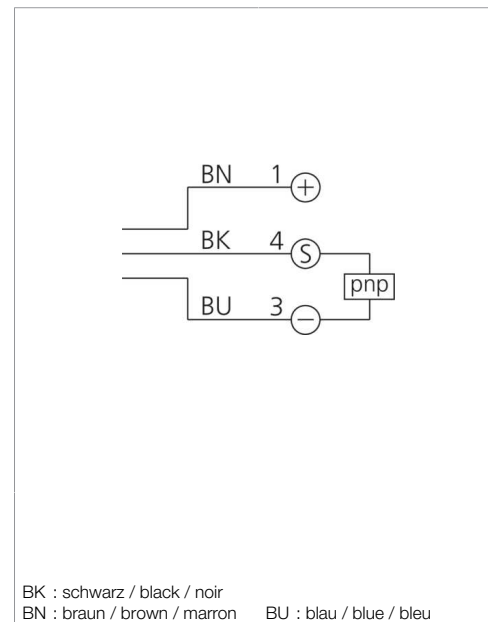 BN 1 +
BK 4 S
pnp
BU 3 −
BK : schwarz / black / noir
BN : braun / brown / marron BU : blau / blue / bleu